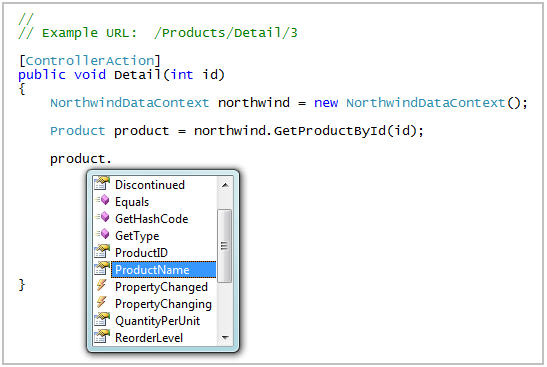 //
// Example URL:  /Products/Detail/3
[ControllerAction]
public void Detail(int id)
{
NorthwindDataContext northwind = new NorthwindDataContext();
Product product = northwind.GetProductById(id);
product.
Discontinued
Equals
GetHashCode
GetType
ProductID
ProductName
PropertyChanged
PropertyChanging
QuantityPerUnit
ReorderLevel
}